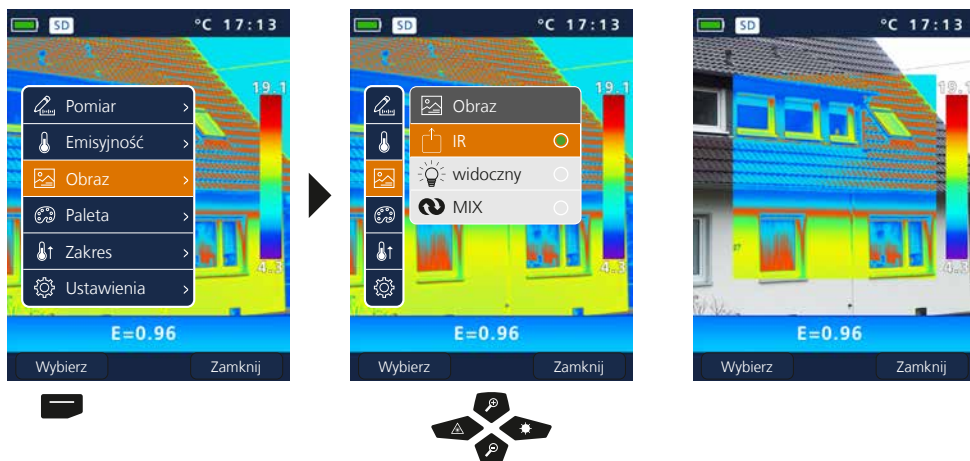 SD °C 17:13
19.1
Pomiar
Emisyjność
Obraz
Paleta
Zakres
Ustawienia
4.3
E=0.96
Wybierz Zamknij
SD °C 17:13
19.1
Obraz
IR
widoczny
MIX
4.3
E=0.96
Wybierz Zamknij
SD °C 17:13
19.1
4.3
E=0.96
Wybierz Zamknij